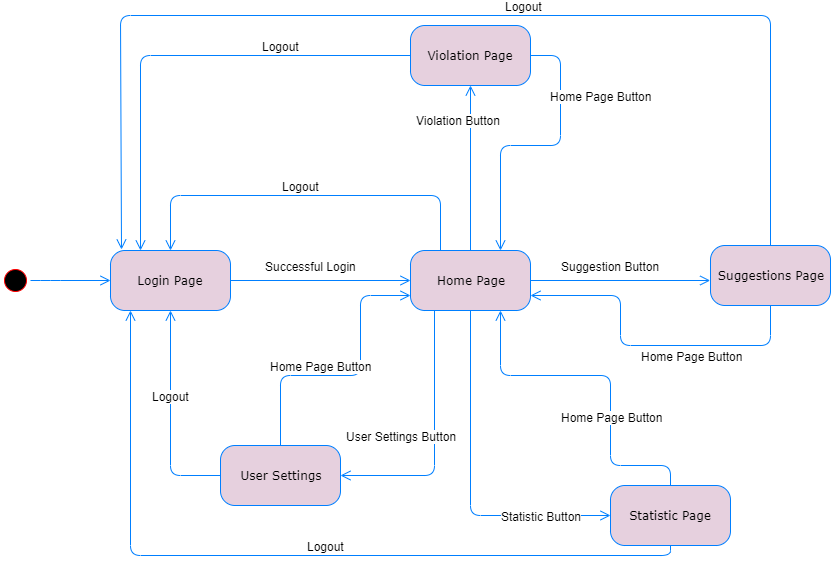 Logout
Logout
Violation Page
Home Page Button
Violation Button
Logout
Login Page
Successful Login
Home Page
Suggestion Button
Suggestions Page
Home Page Button
Home Page Button
Logout
Home Page Button
User Settings Button
User Settings
Statistic Button
Statistic Page
Logout